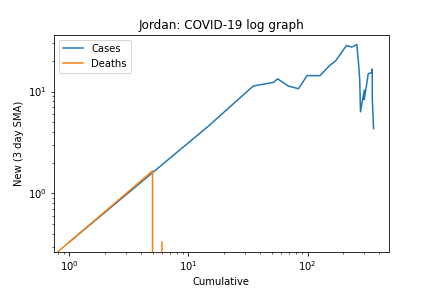 Jordan: COVID-19 log graph
Cases
Deaths
New (3 day SMA)
10¹
10⁰
10⁰ 10¹ 10²
Cumulative